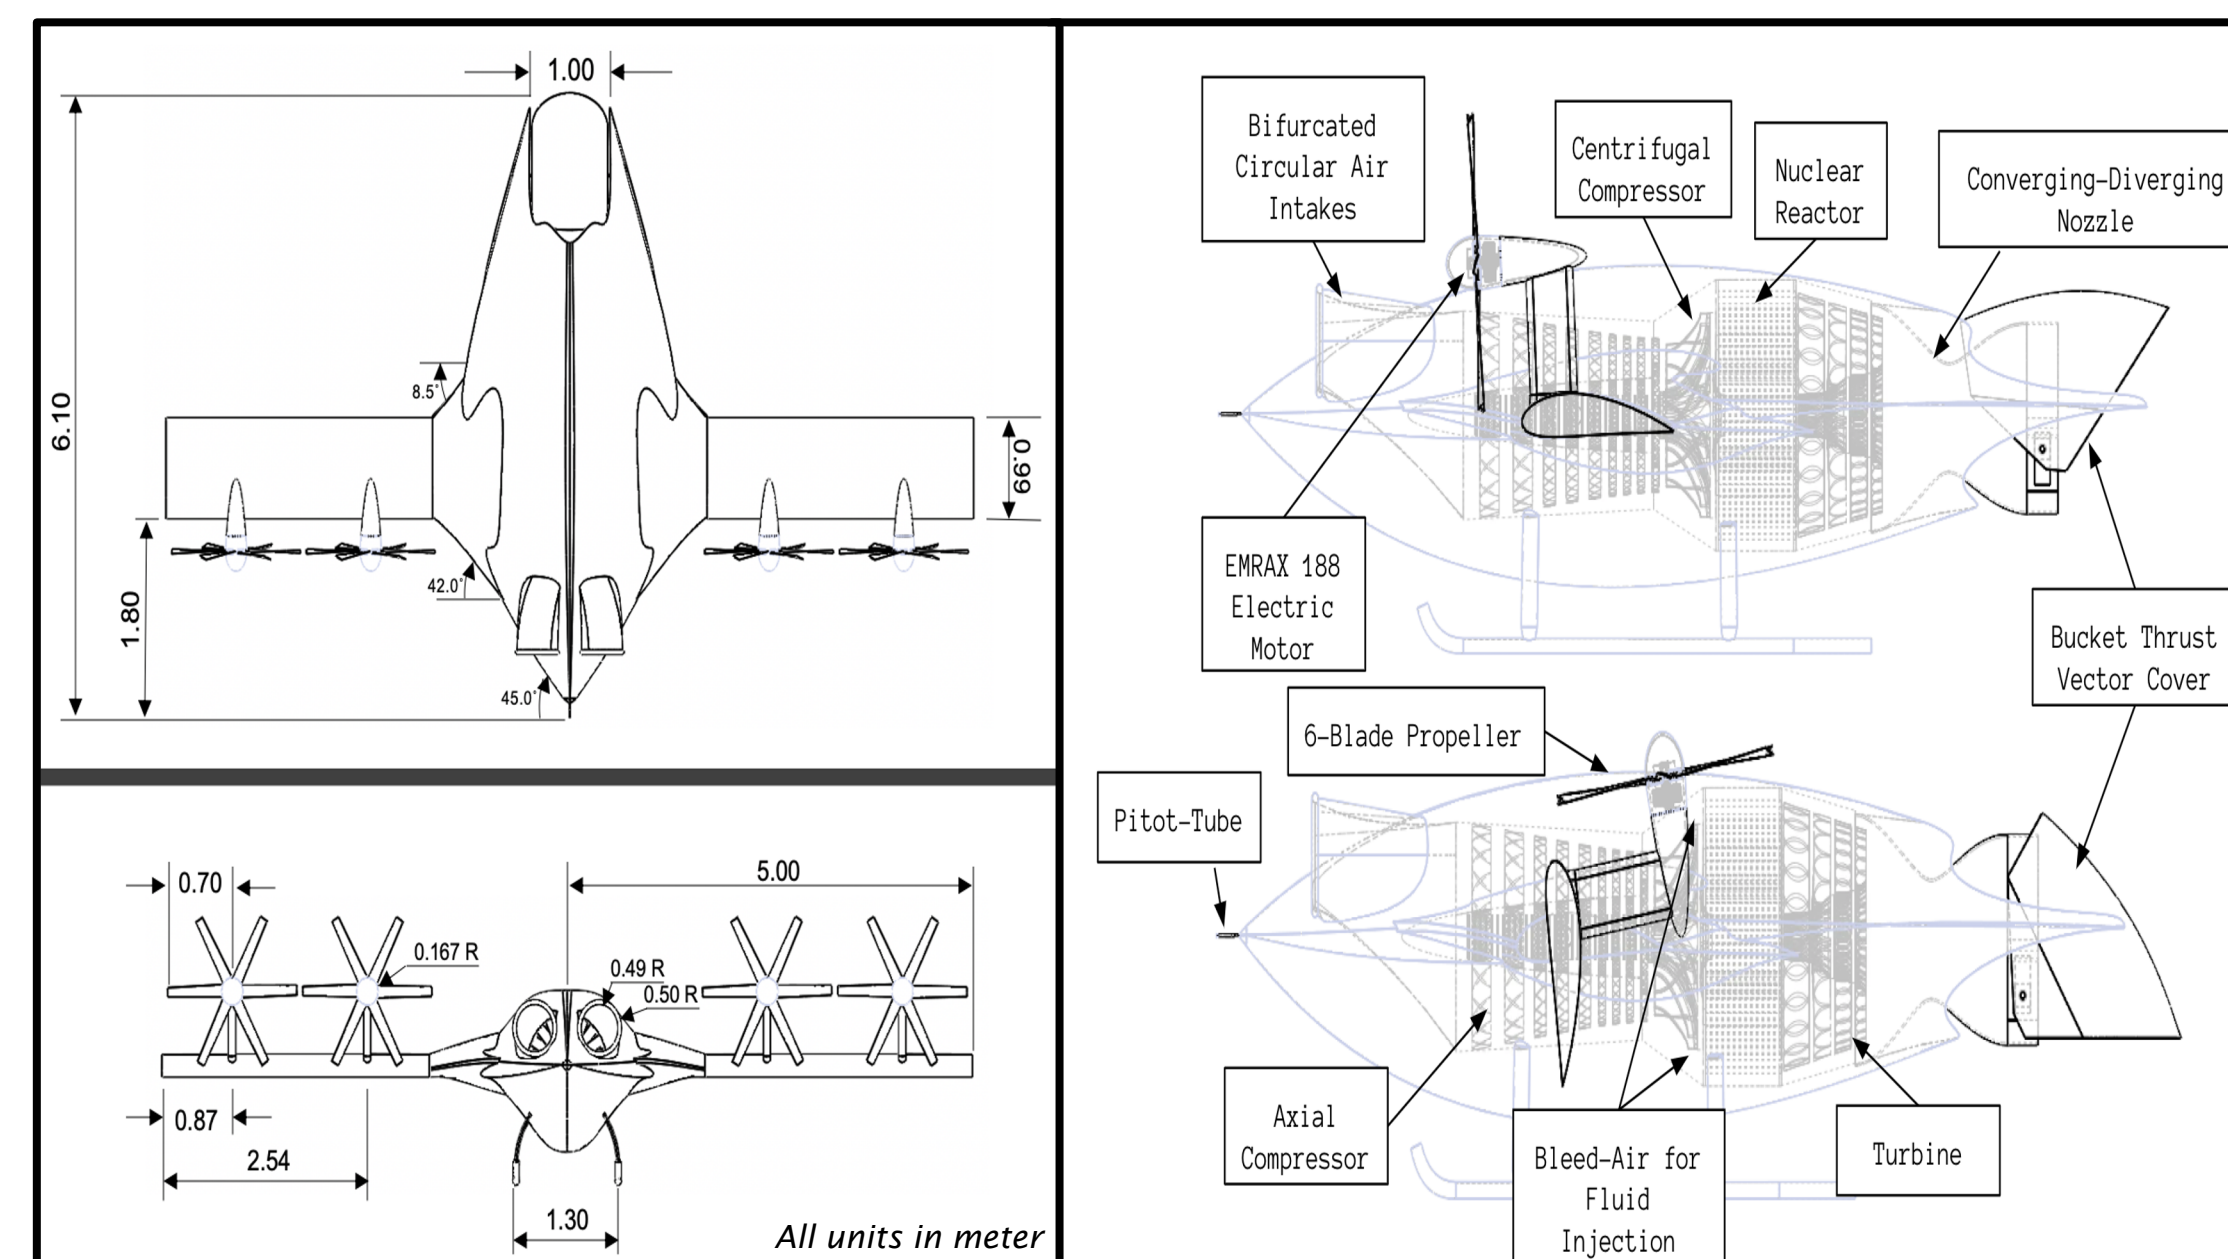 1.00
6.10
8.5°
0.99
42.0°
1.80
45.0°
0.70
5.00
0.167 R
0.49 R
0.50 R
0.87
2.54
1.30
All units in meter
Bifurcated
Circular Air
Intakes
Centrifugal
Compressor
Nuclear
Reactor
Converging-Diverging
Nozzle
EMRAX 188
Electric
Motor
Bucket Thrust
Vector Cover
6-Blade Propeller
Pitot-Tube
Axial
Compressor
Bleed-Air for
Fluid
Injection
Turbine